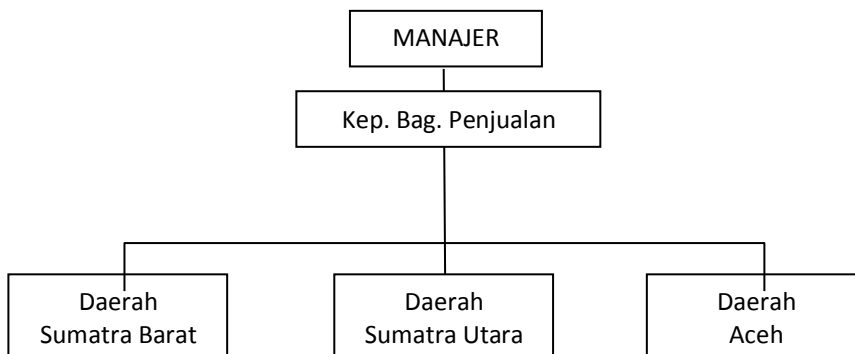 MANAJER
Kep. Bag. Penjualan
Daerah
Sumatra Barat
Daerah
Sumatra Utara
Daerah
Aceh